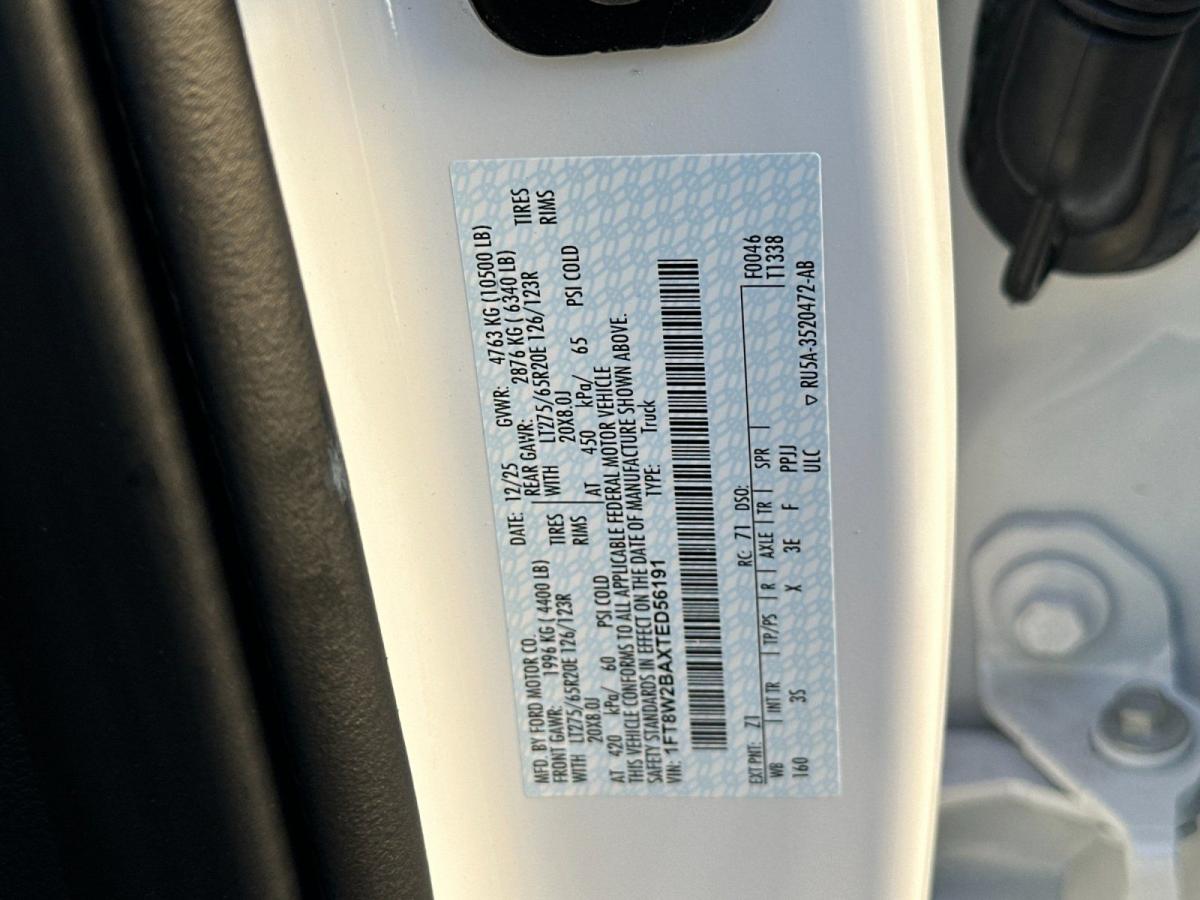 MFD. BY FORD MOTOR CO. DATE: 12/25 GVWR: 4763 KG (10500 LB)
FRONT GAWR: 1996 KG ( 4400 LB) REAR GAWR: 2876 KG ( 6340 LB)
WITH LT275/65R20E 126/123R TIRES WITH LT275/65R20E 126/123R TIRES
20X8.0J RIMS 20X8.0J RIMS
AT 420 kPa/ 60 PSI COLD AT 450 kPa/ 65 PSI COLD
THIS VEHICLE CONFORMS TO ALL APPLICABLE FEDERAL MOTOR VEHICLE
SAFETY STANDARDS IN EFFECT ON THE DATE OF MANUFACTURE SHOWN ABOVE.
VIN: 1FT8W2BAXTED56191 TYPE: Truck
EXT PNT: Z1 RC: 71 DSO: F0046
WB INT TR TP/PS R AXLE TR SPR T1338
160 3S X 3E F PPJJ
ULC ▽ RU5A-3520472-AB